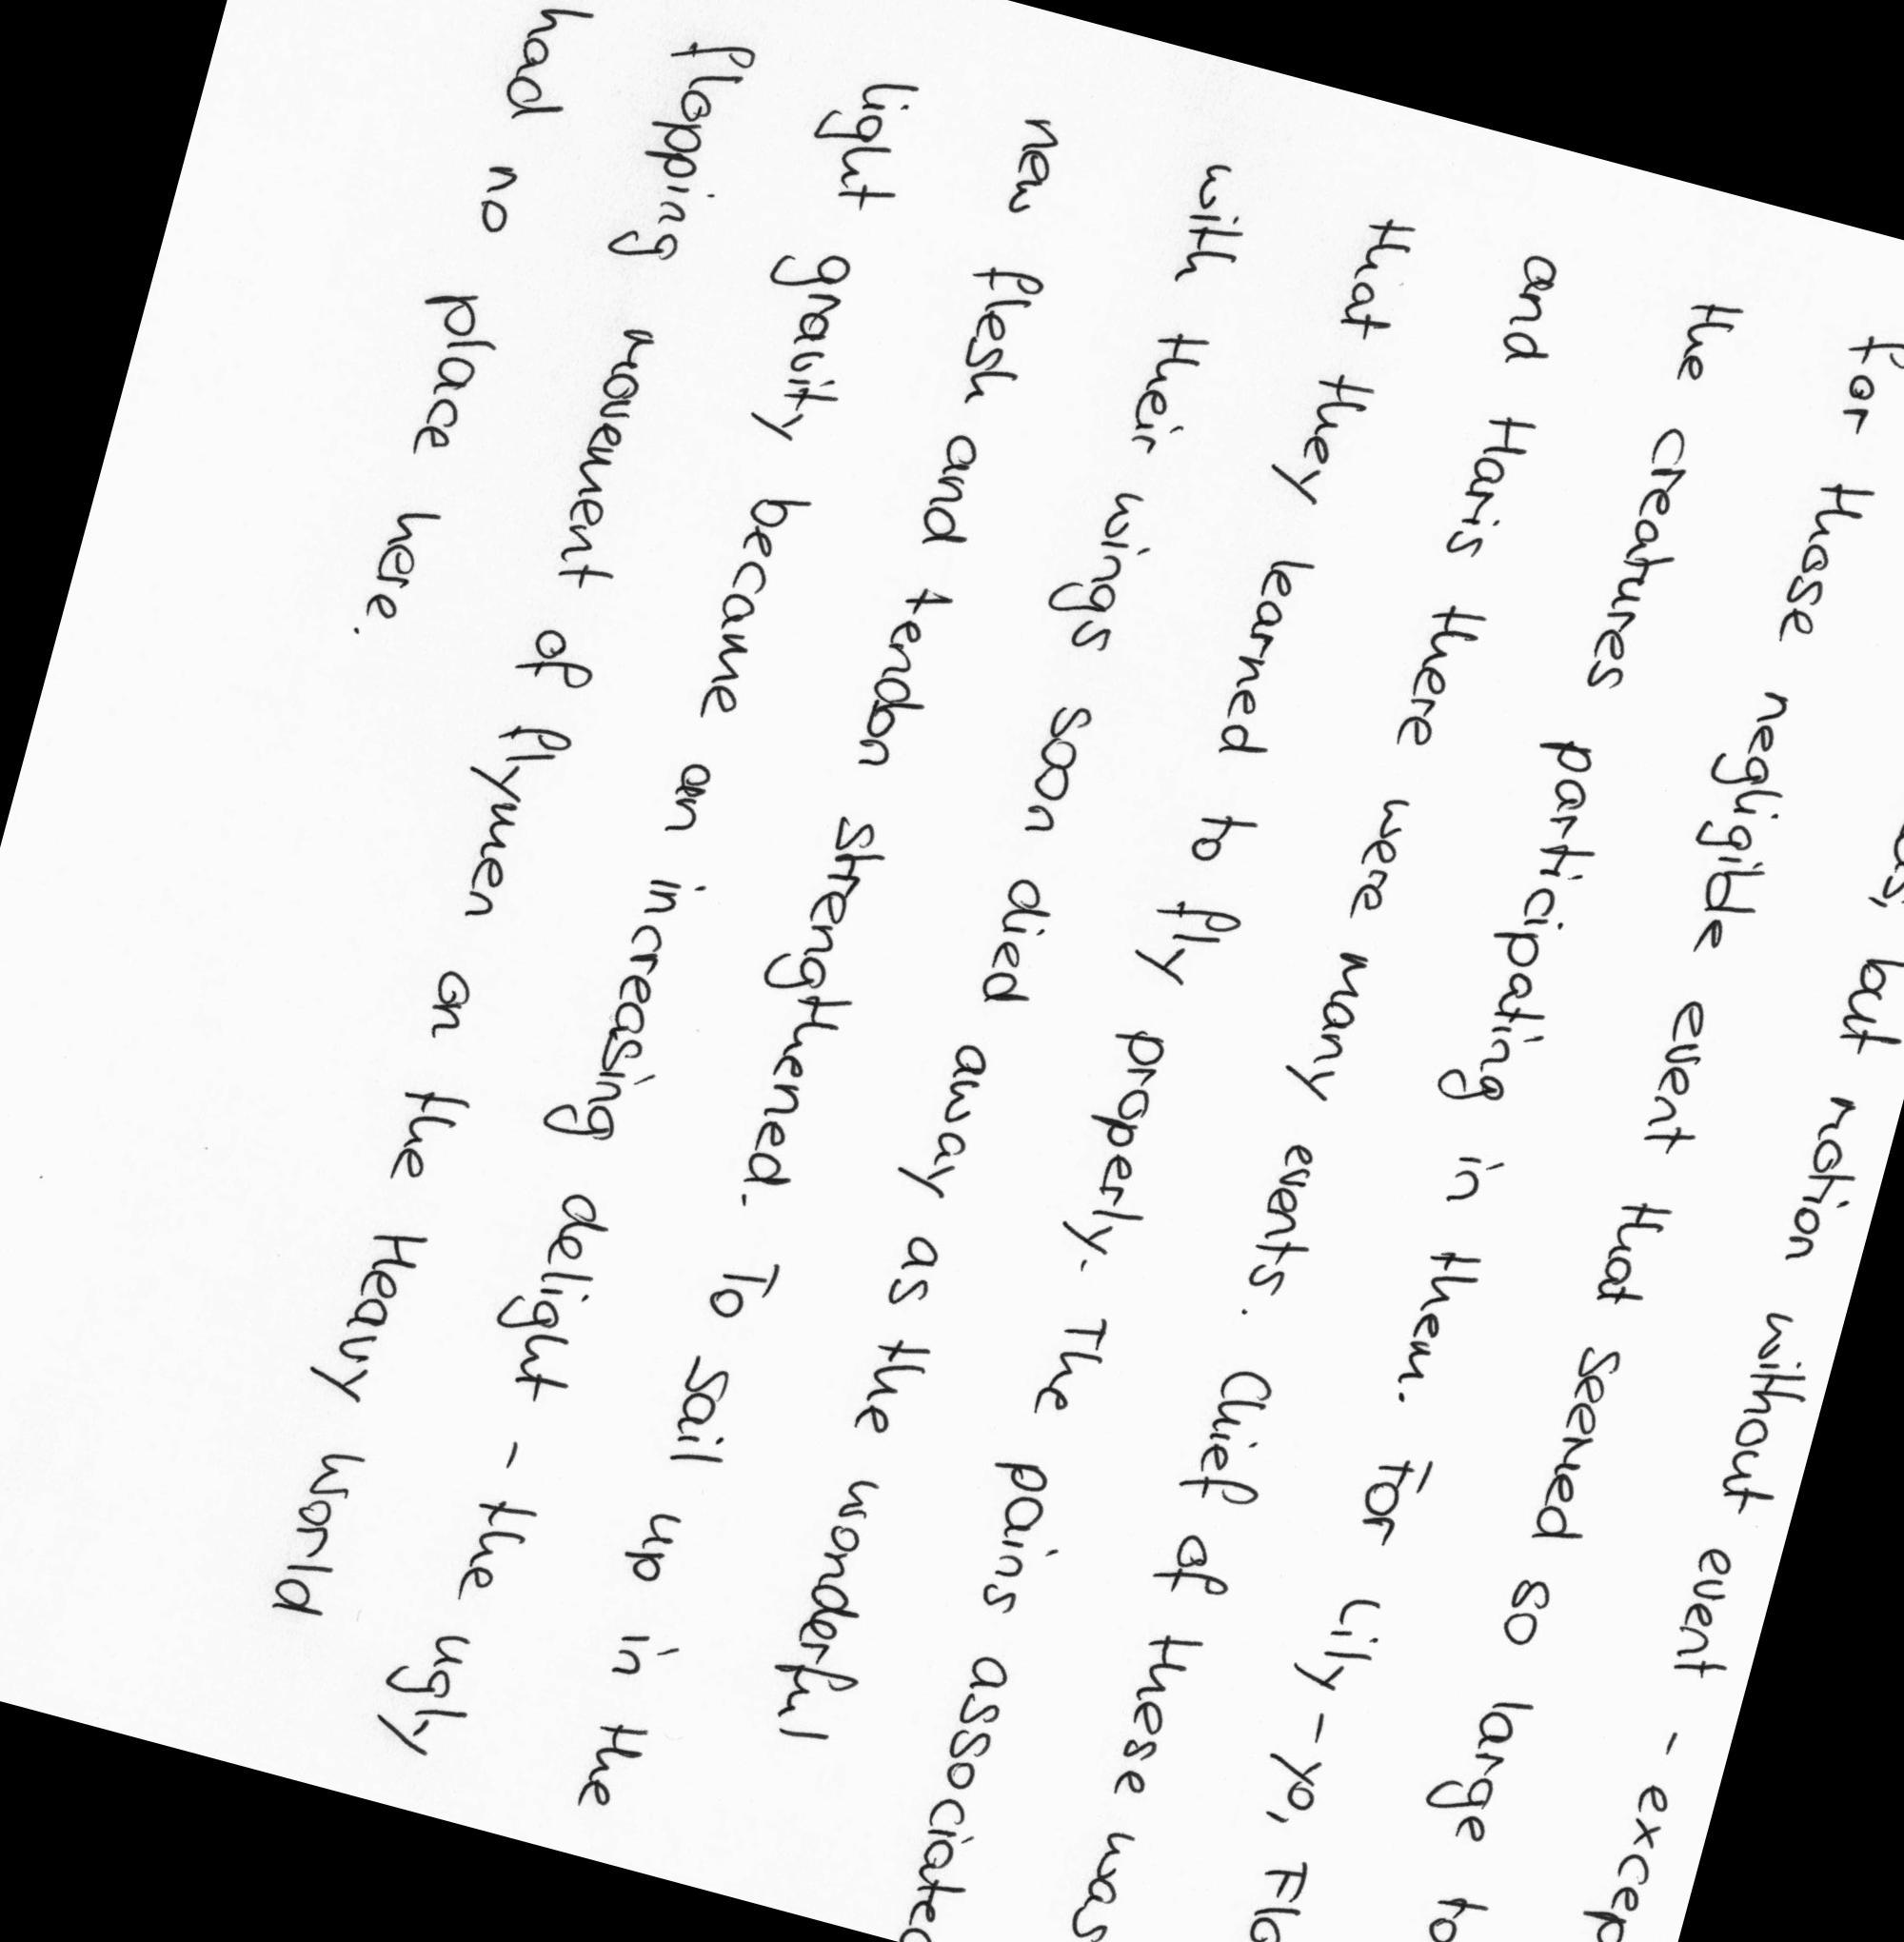 but motion without event - except
for those negligible event that seemed so large to
the creatures participating in them. For Lily-Yo, Flo
and Haris there were many events. Chief of these was
that they learned to fly properly. The pains associated
with their wings soon died away as the wonderful
new flesh and tendon strengthened. To sail up in the
light gravity became an increasing delight - the ugly
flopping movement of flymen on the Heavy World
had no place here.